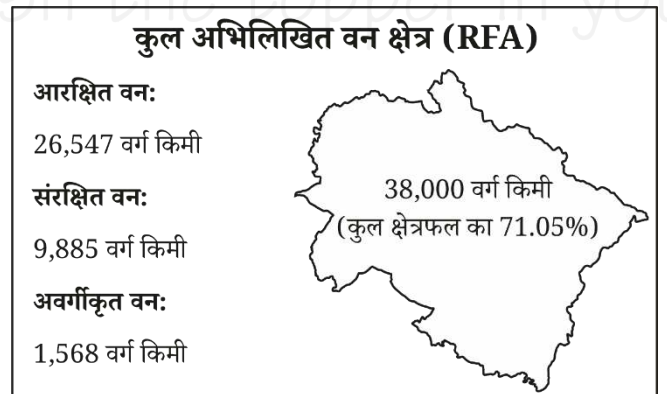 कुल अभिलिखित वन क्षेत्र (RFA)
आरक्षित वन:
26,547 वर्ग किमी
संरक्षित वन:
9,885 वर्ग किमी
अवर्गीकृत वन:
1,568 वर्ग किमी
38,000 वर्ग किमी
(कुल क्षेत्रफल का 71.05%)